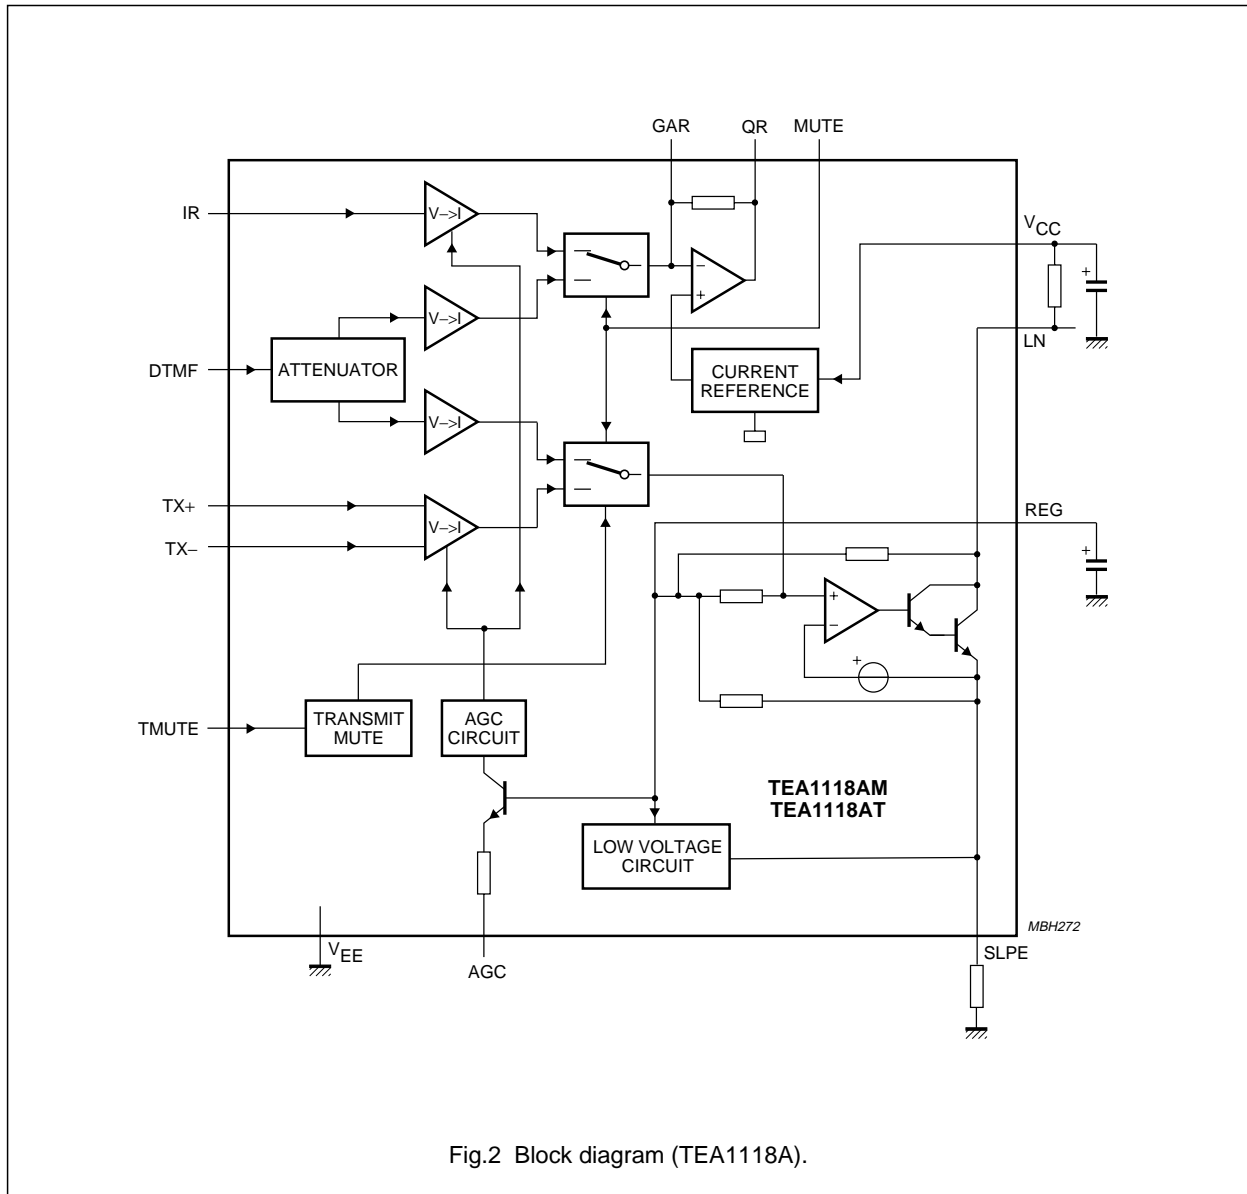 GAR QR MUTE
IR
V->I
VCC
+
−
+
V->I
LN
DTMF
ATTENUATOR
CURRENT
REFERENCE
V->I
TX+
REG
V->I
TX−
+
+
−
+
TMUTE
TRANSMIT
MUTE
AGC
CIRCUIT
TEA1118AM
TEA1118AT
LOW VOLTAGE
CIRCUIT
MBH272
VEE
SLPE
AGC
Fig.2 Block diagram (TEA1118A).